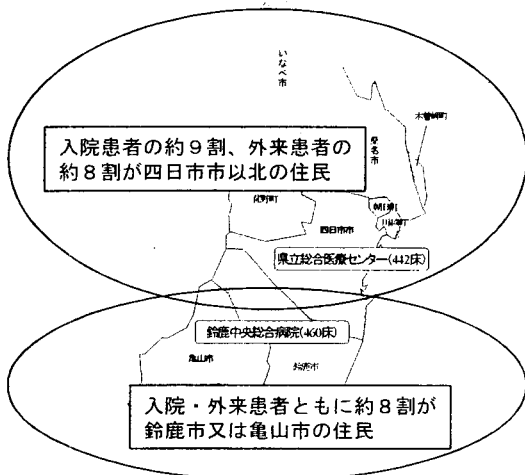 いなべ市
木曽岬町
桑名市
入院患者の約９割、外来患者の
約８割が四日市市以北の住民
菰野町
朝日町
川越町
四日市市
県立総合医療センター(442床)
鈴鹿中央総合病院(460床)
亀山市
鈴鹿市
入院・外来患者ともに約８割が
鈴鹿市又は亀山市の住民